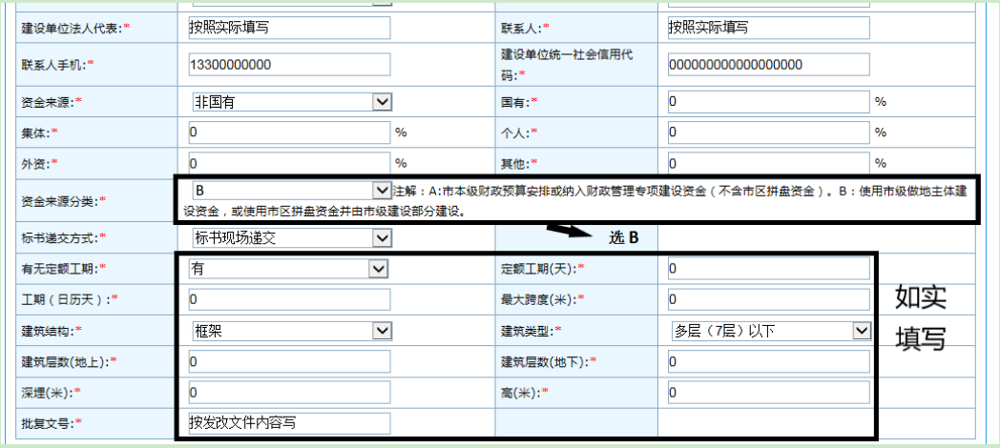 建设单位法人代表:* 按照实际填写 联系人:* 按照实际填写
联系人手机:* 13300000000 建设单位统一社会信用代
码:* 000000000000000000
资金来源:* 非国有 国有:* 0 %
集体:* 0 % 个人:* 0 %
外资:* 0 % 其他:* 0 %
资金来源分类:* B 注解：A:市本级财政预算安排或纳入财政管理专项建设资金（不含市区拼盘资金）。B：使用市级做地主体建
设资金，或使用市区拼盘资金并由市级建设部分建设。
标书递交方式:* 标书现场递交 选 B
有无定额工期:* 有 定额工期(天):* 0
工期（日历天）:* 0 最大跨度(米):* 0
如实
建筑结构:* 框架 建筑类型:* 多层（7层）以下
填写
建筑层数(地上):* 0 建筑层数(地下):* 0
深埋(米):* 0 高(米):* 0
批复文号:* 按发改文件内容写